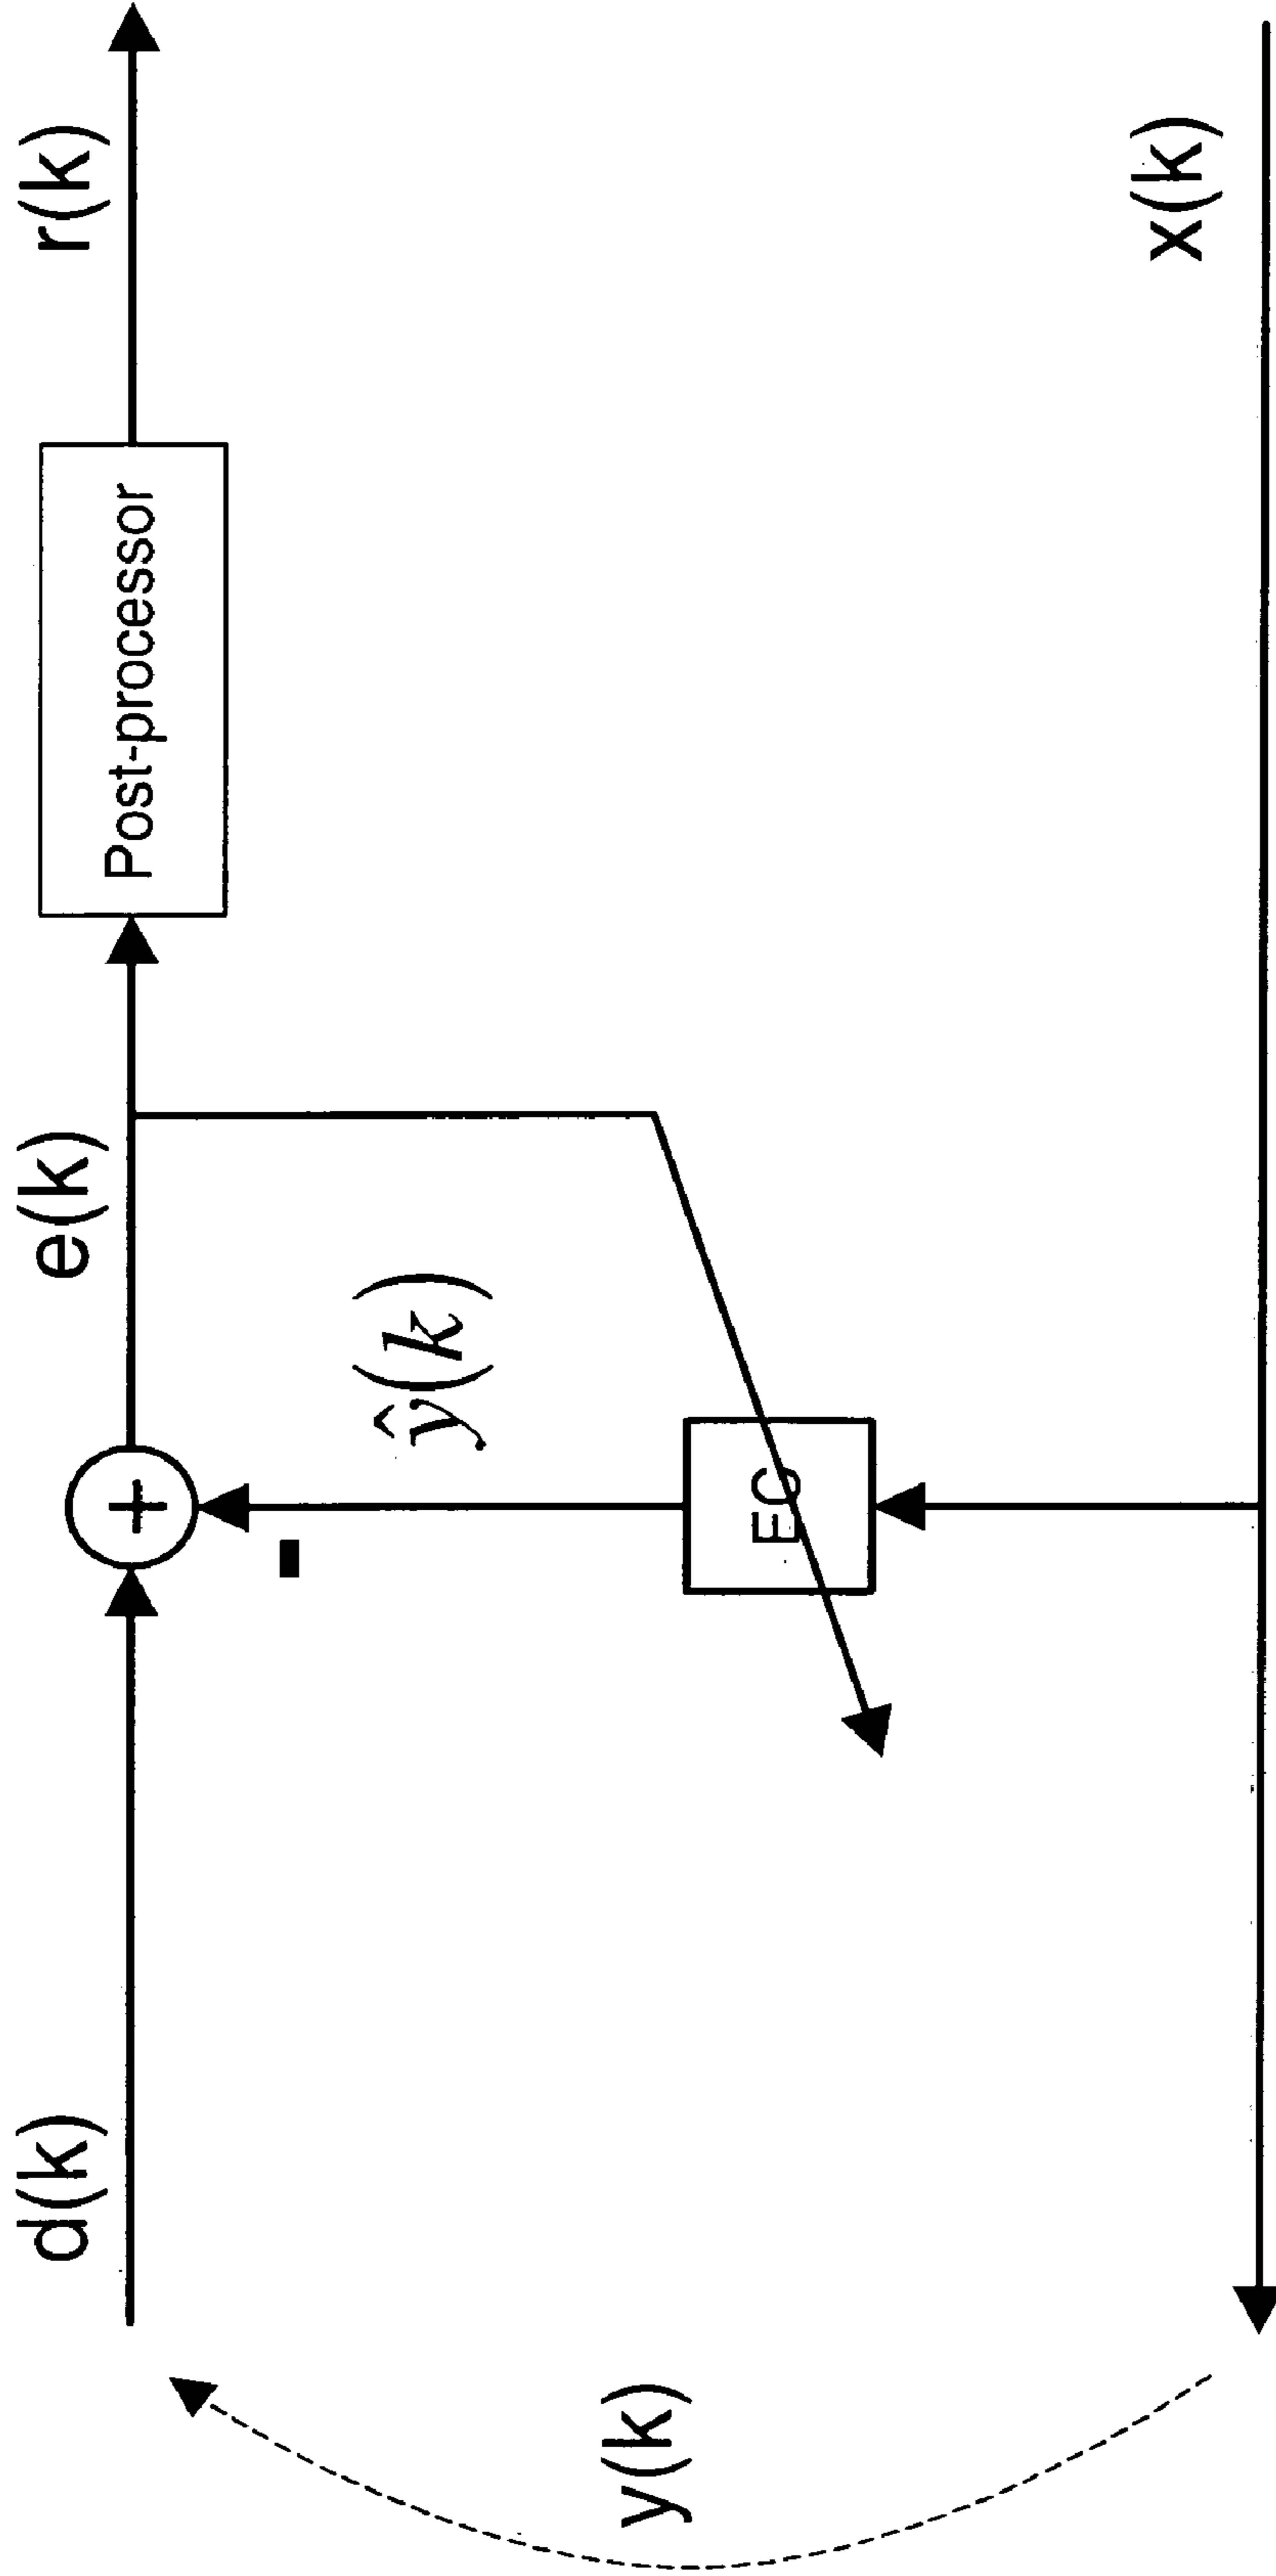 d(k)
+
e(k)
Post-processor
r(k)
-
ŷ(k)
y(k)
EC
x(k)